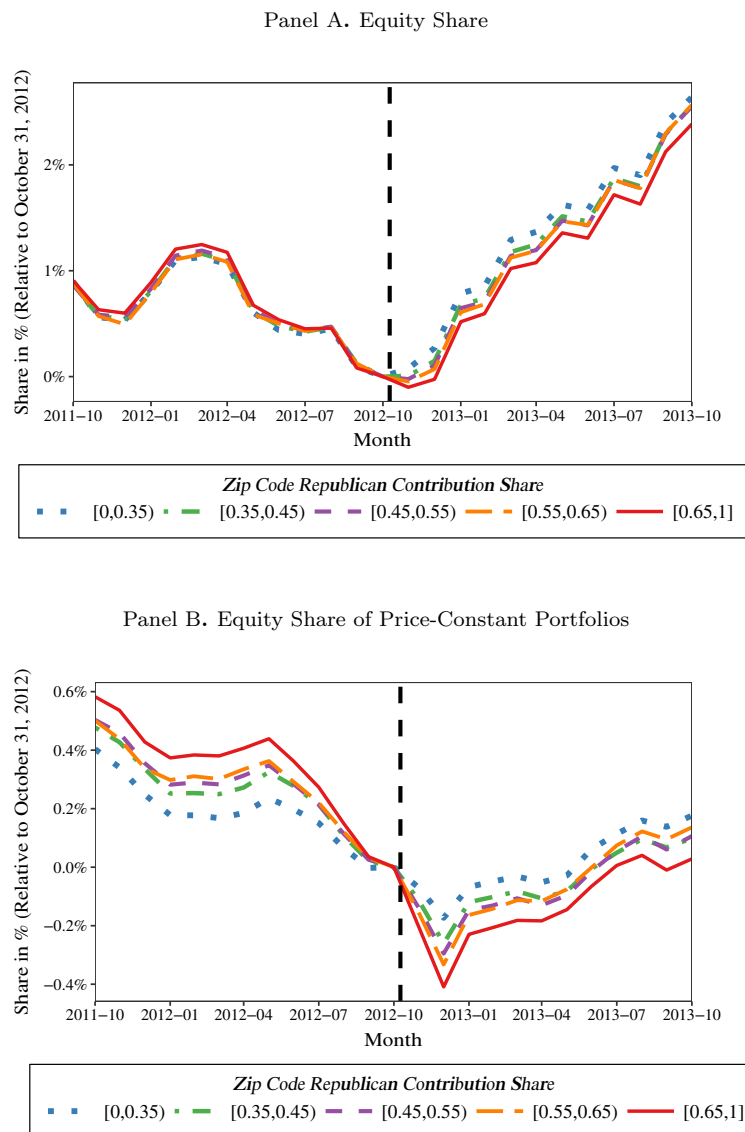 Panel A. Equity Share
Share in % (Relative to October 31, 2012)
2%
1%
0%
2011–10 2012–01 2012–04 2012–07 2012–10 2013–01 2013–04 2013–07 2013–10
Month
Zip Code Republican Contribution Share
[0,0.35) [0.35,0.45) [0.45,0.55) [0.55,0.65) [0.65,1]
Panel B. Equity Share of Price-Constant Portfolios
Share in % (Relative to October 31, 2012)
0.6%
0.4%
0.2%
0.0%
−0.2%
−0.4%
2011–10 2012–01 2012–04 2012–07 2012–10 2013–01 2013–04 2013–07 2013–10
Month
Zip Code Republican Contribution Share
[0,0.35) [0.35,0.45) [0.45,0.55) [0.55,0.65) [0.65,1]